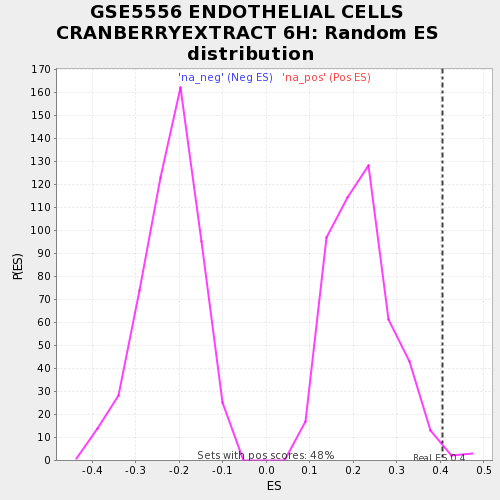 GSE5556 ENDOTHELIAL CELLS
CRANBERRYEXTRACT 6H: Random ES
distribution
'na_neg' (Neg ES) 'na_pos' (Pos ES)
170
160
150
140
130
120
110
100
90
80
70
60
50
40
30
20
10
0
P(ES)
Sets with pos scores: 48%
Real ES 0.4
-0.4 -0.3 -0.2 -0.1 0.0 0.1 0.2 0.3 0.4 0.5
ES